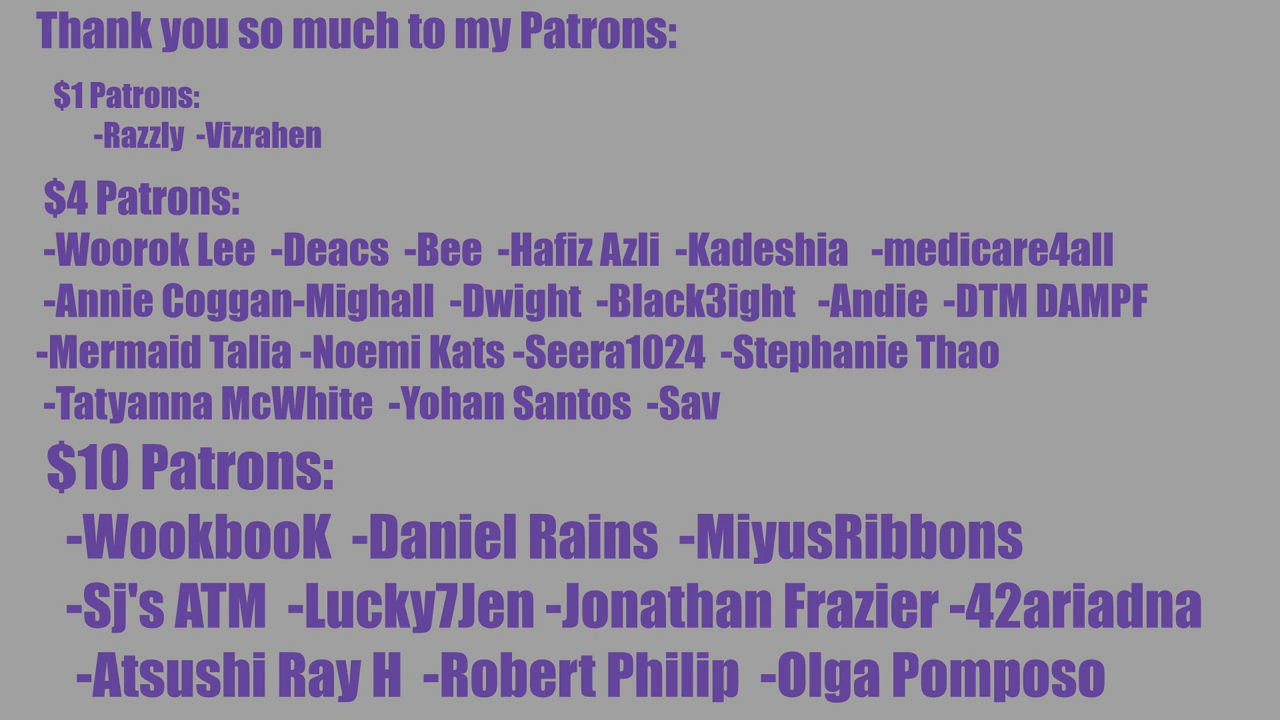 Thank you so much to my Patrons:
$1 Patrons:
-Razzly -Vizrahen
$4 Patrons:
-Woorok Lee -Deacs -Bee -Hafiz Azli -Kadeshia -medicare4all
-Annie Coggan-Mighall -Dwight -Black3ight -Andie -DTM DAMPF
-Mermaid Talia -Noemi Kats -Seera1024 -Stephanie Thao
-Tatyanna McWhite -Yohan Santos -Sav
$10 Patrons:
-WookbooK -Daniel Rains -MiyusRibbons
-Sj's ATM -Lucky7Jen -Jonathan Frazier -42ariadna
-Atsushi Ray H -Robert Philip -Olga Pomposo